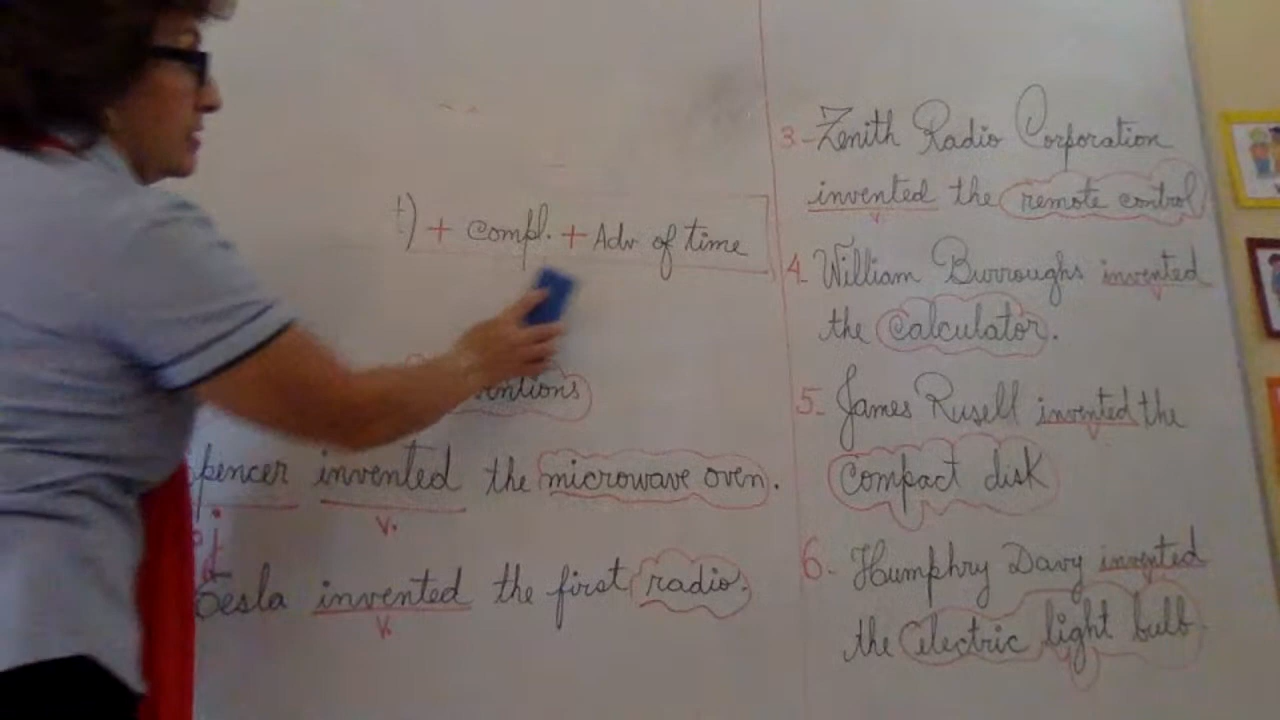 t) + Compl. + Adv of time
ventions
pencer invented the microwave oven.
v.
j
Tesla invented the first radio.
v.
3-Zenith Radio Corporation
invented the remote control
v.
4. William Burroughs invented
v
the calculator.
5. James Rusell invented the
v
Compact disk
6. Humphry Davy invented
v
the electric light bulb.